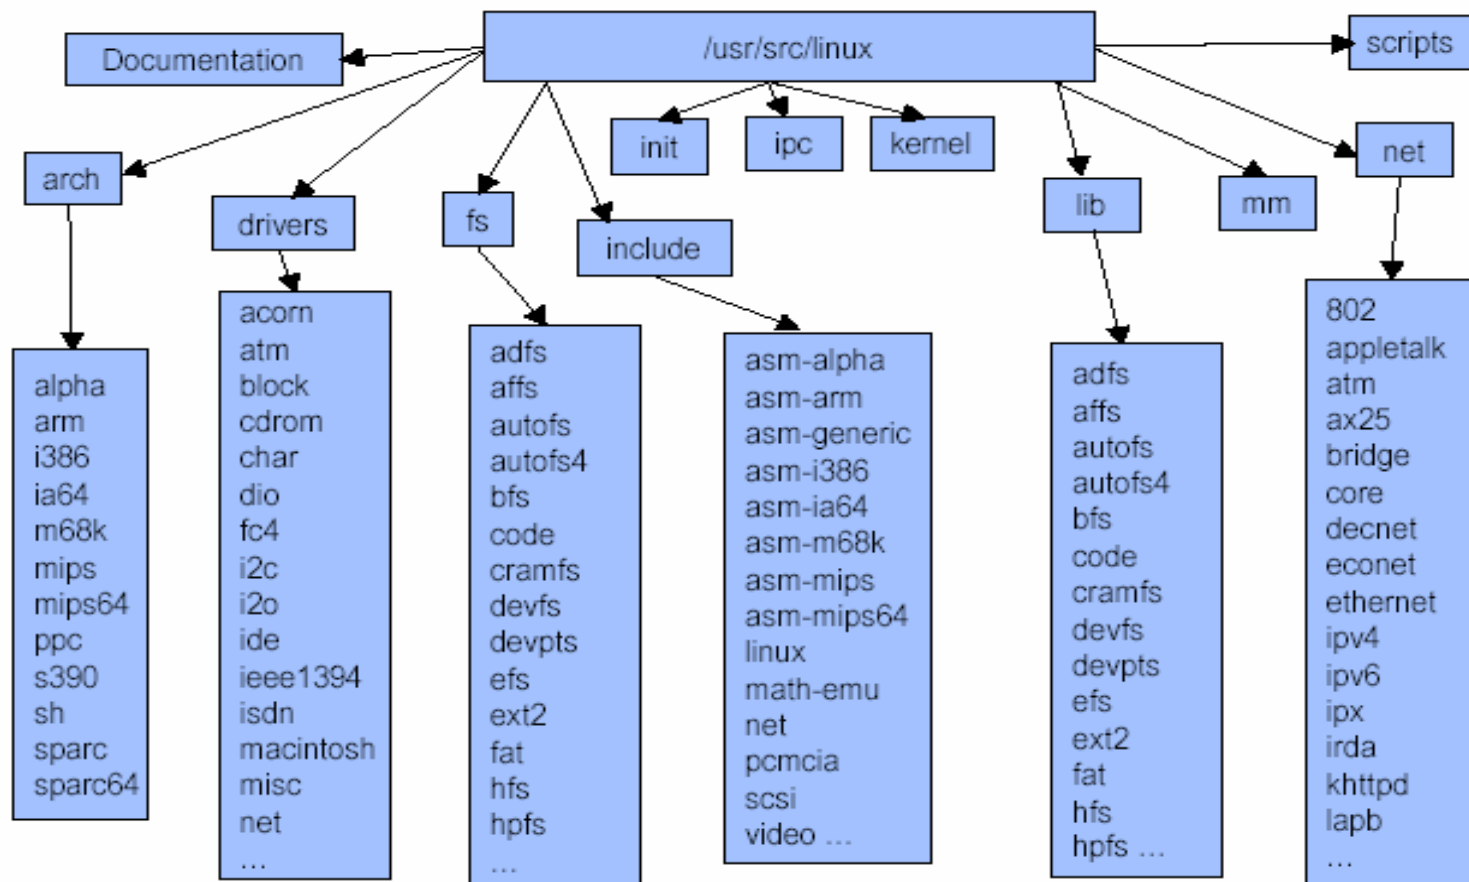 /usr/src/linux
Documentation
scripts
init
ipc
kernel
net
arch
drivers
fs
include
lib
mm
alpha
arm
i386
ia64
m68k
mips
mips64
ppc
s390
sh
sparc
sparc64
acorn
atm
block
cdrom
char
dio
fc4
i2c
i2o
ide
ieee1394
isdn
macintosh
misc
net
...
adfs
affs
autofs
autofs4
bfs
code
cramfs
devfs
devpts
efs
ext2
fat
hfs
hpfs
...
asm-alpha
asm-arm
asm-generic
asm-i386
asm-ia64
asm-m68k
asm-mips
asm-mips64
linux
math-emu
net
pcmcia
scsi
video ...
adfs
affs
autofs
autofs4
bfs
code
cramfs
devfs
devpts
efs
ext2
fat
hfs
hpfs ...
802
appletalk
atm
ax25
bridge
core
decnet
econet
ethernet
ipv4
ipv6
ipx
irda
khttpd
lapb
...